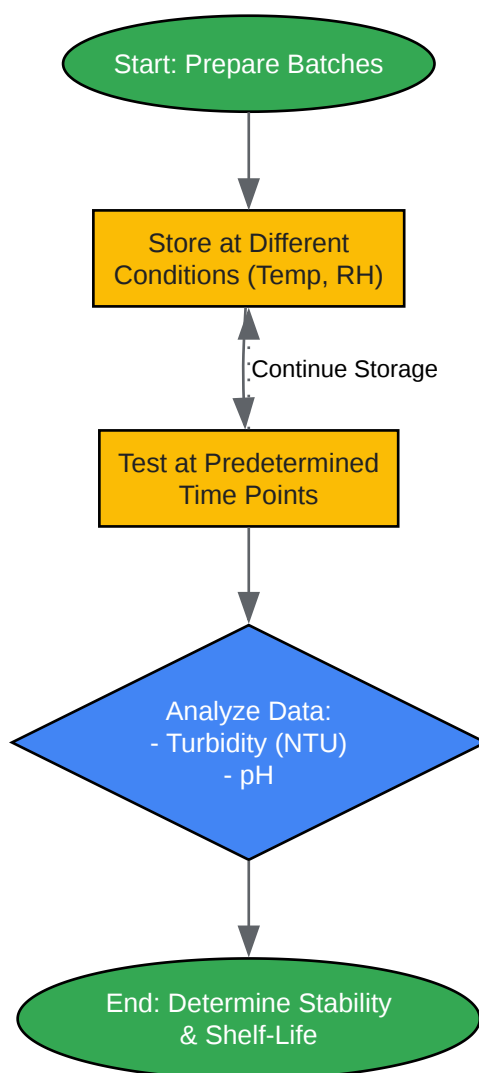 Start: Prepare Batches
Store at Different
Conditions (Temp, RH)
Continue Storage
Test at Predetermined
Time Points
Analyze Data:
- Turbidity (NTU)
- pH
End: Determine Stability
& Shelf-Life